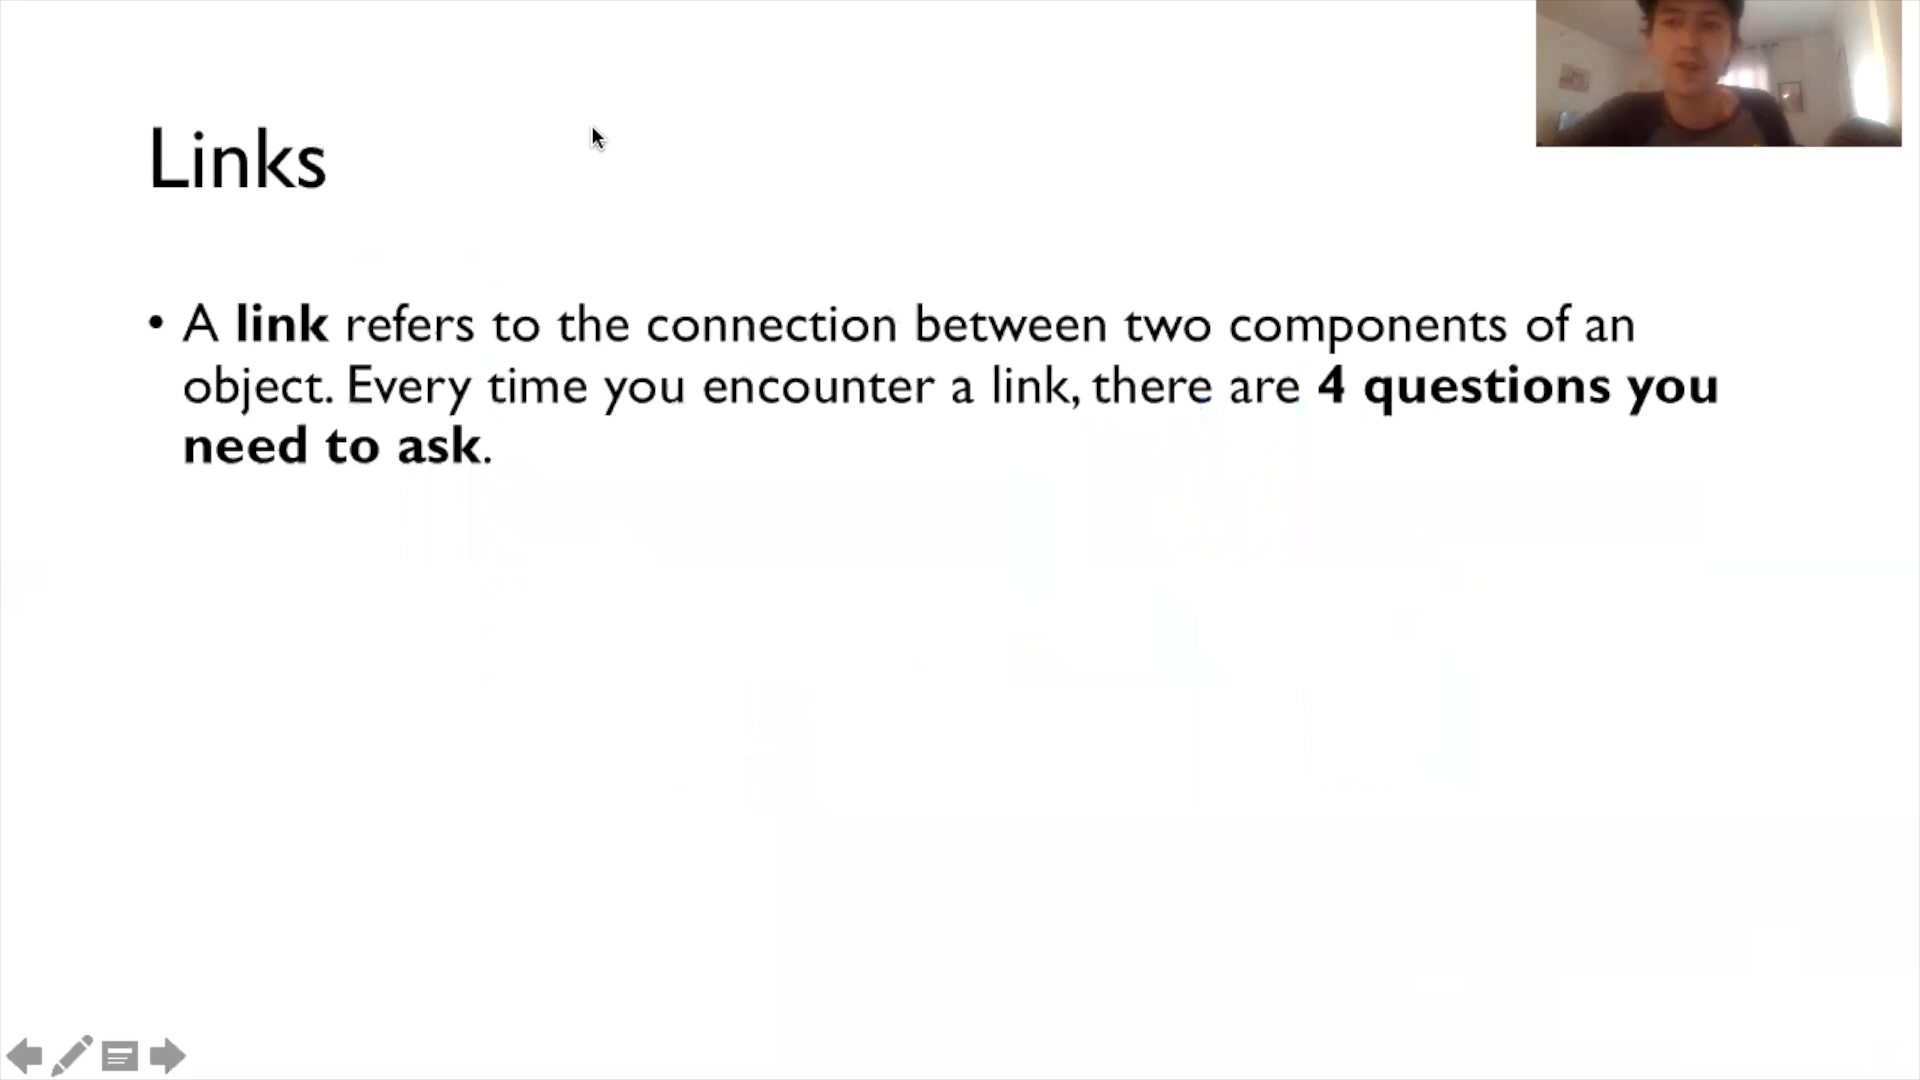 Links
• A link refers to the connection between two components of an
object. Every time you encounter a link, there are 4 questions you
need to ask.